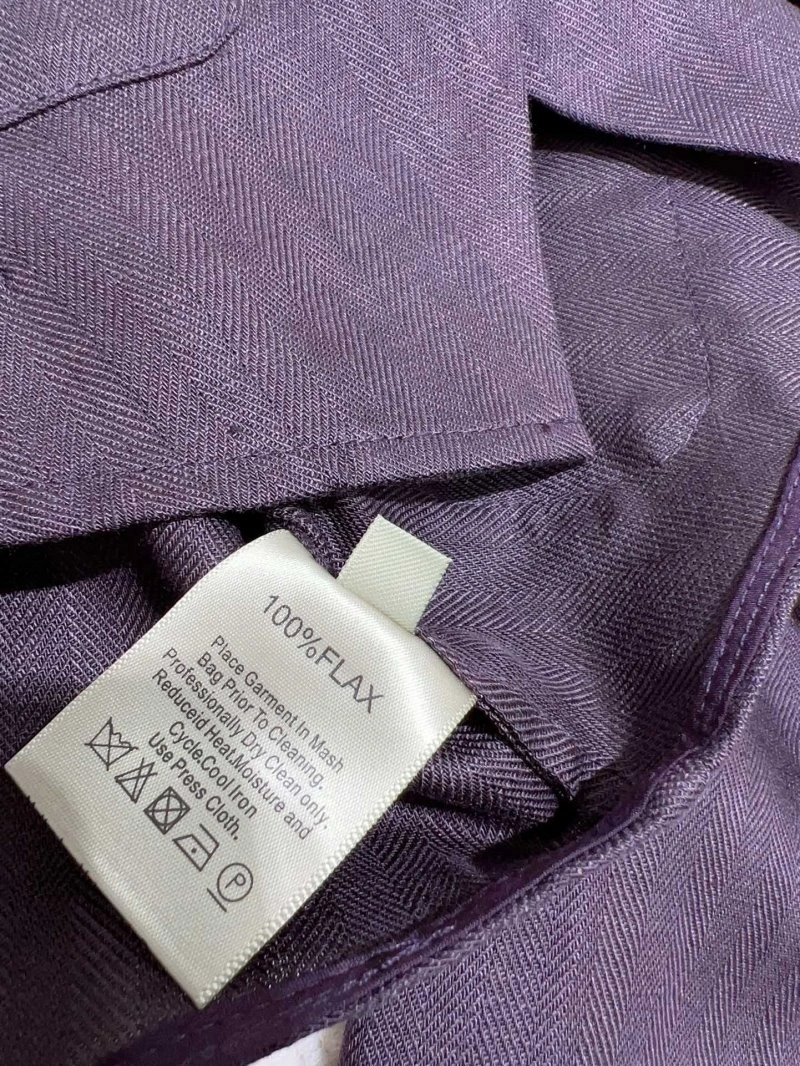 100%FLAX
Place Garment In Mash
Bag Prior To Cleaning.
Professionally Dry Clean only.
Reduceid Heat.Moisture and
Cycle.Cool Iron
Use Press Cloth.
P